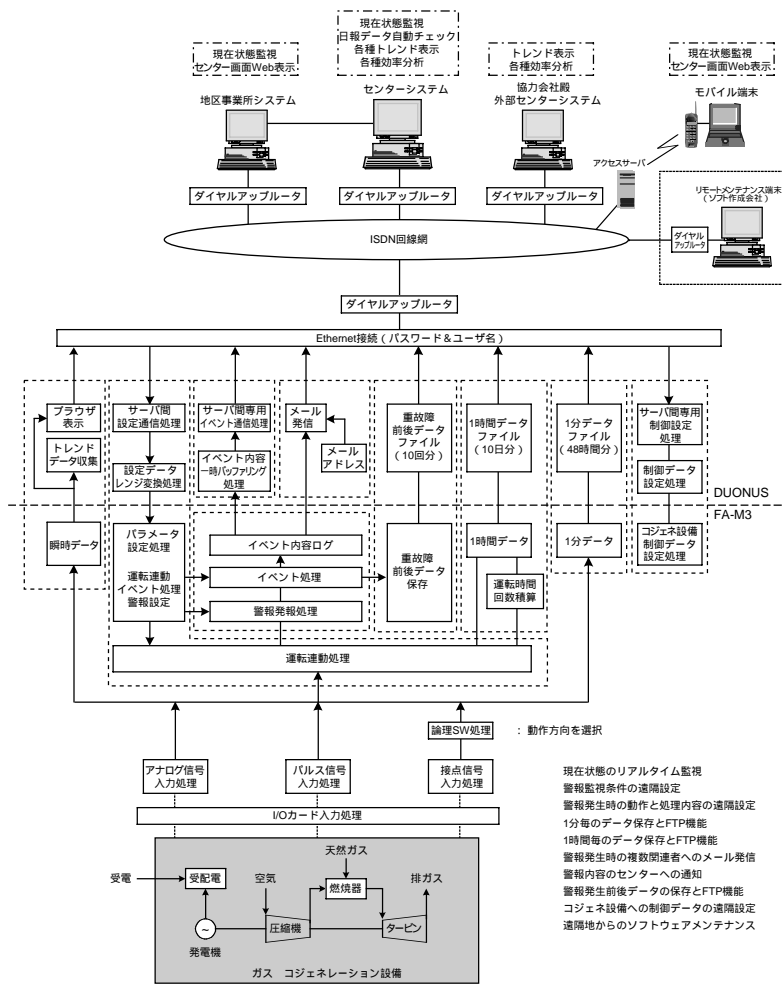 現在状態監視
センター画面Web表示
現在状態監視
日報データ自動チェック
各種トレンド表示
各種効率分析
トレンド表示
各種効率分析
現在状態監視
センター画面Web表示
地区事業所システム
センターシステム
協力会社殿
外部センターシステム
モバイル端末
アクセスサーバ
リモートメンテナンス端末
(ソフト作成会社)
ダイヤルアップルータ
ダイヤルアップルータ
ダイヤルアップルータ
ダイヤル
アップルータ
ISDN回線網
ダイヤルアップルータ
Ethernet接続(パスワード&ユーザ名)
ブラウザ
表示
トレンド
データ収集
瞬時データ
サーバ間
設定通信処理
設定データ
レンジ変換処理
パラメータ
設定処理
運転連動
イベント処理
警報設定
サーバ間専用
イベント通信処理
イベント内容
一時バッファリング
処理
メール
発信
メール
アドレス
イベント内容ログ
イベント処理
警報発報処理
重故障
前後データ
ファイル
(10回分)
重故障
前後データ
保存
1時間データ
ファイル
(10日分)
1時間データ
運転時間
回数積算
1分データ
ファイル
(48時間分)
1分データ
サーバ間専用
制御設定
処理
制御データ
設定処理
コジェネ設備
制御データ
設定処理
DUONUS
FA-M3
運転連動処理
論理SW処理
:動作方向を選択
アナログ信号
入力処理
パルス信号
入力処理
接点信号
入力処理
I/Oカード入力処理
受電
受配電
~
発電機
空気
圧縮機
天然ガス
燃焼器
タービン
排ガス
ガス コジェネレーション設備
現在状態のリアルタイム監視
警報監視条件の遠隔設定
警報発生時の動作と処理内容の遠隔設定
1分毎のデータ保存とFTP機能
1時間毎のデータ保存とFTP機能
警報発生時の複数関連者へのメール発信
警報内容のセンターへの通知
警報発生前後データの保存とFTP機能
コジェネ設備への制御データの遠隔設定
遠隔地からのソフトウェアメンテナンス